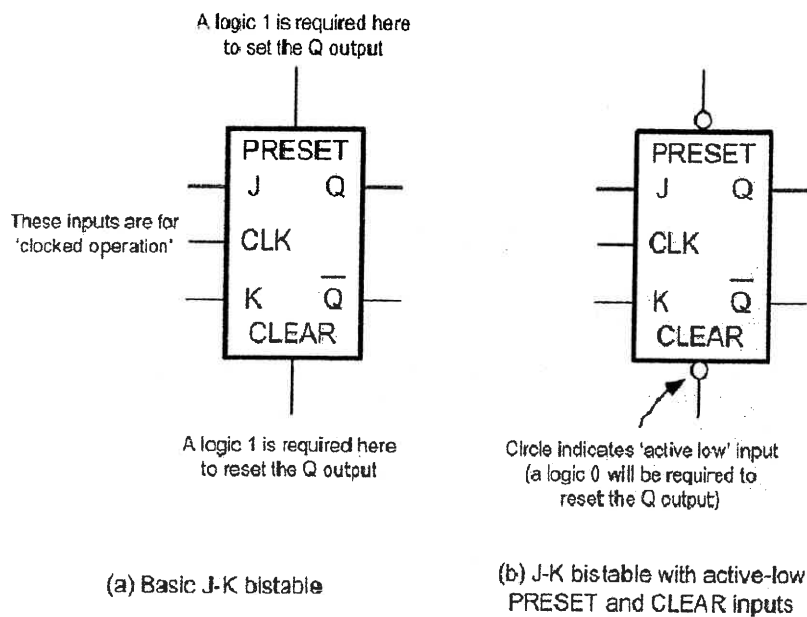 A logic 1 is required here
to set the Q output
PRESET
J Q
These inputs are for
'clocked operation'
CLK
K Q̅
CLEAR
A logic 1 is required here
to reset the Q output
(a) Basic J-K bistable
PRESET
J Q
CLK
K Q̅
CLEAR
Circle indicates 'active low' input
(a logic 0 will be required to
reset the Q output)
(b) J-K bistable with active-low
PRESET and CLEAR inputs